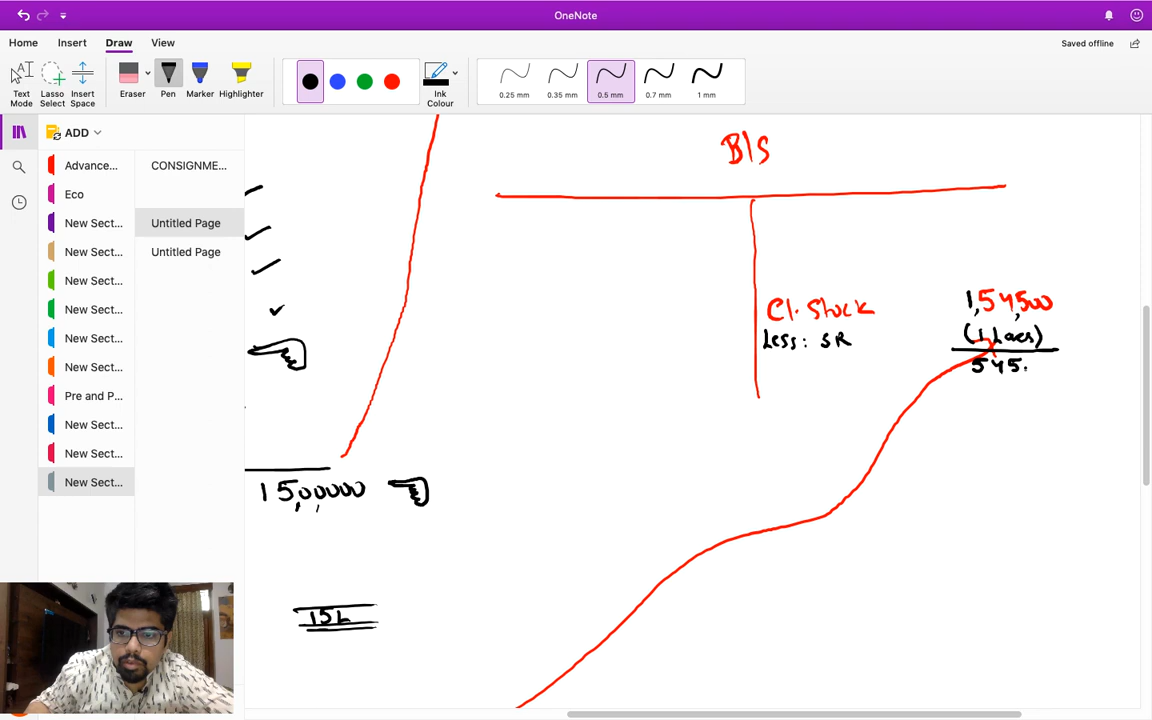 OneNote
Home Insert Draw View
Saved offline
Text Mode
Lasso Select
Insert Space
Eraser
Pen
Marker
Highlighter
Ink Colour
0.25 mm
0.35 mm
0.5 mm
0.7 mm
1 mm
ADD
Advance...
Eco
New Sect...
New Sect...
New Sect...
New Sect...
New Sect...
New Sect...
Pre and P...
New Sect...
New Sect...
New Sect...
CONSIGNME...
Untitled Page
Untitled Page
B/S
Cl. Stock 1,54,500
Less: SR (1 Lacs)
545.
15,00,000
15L